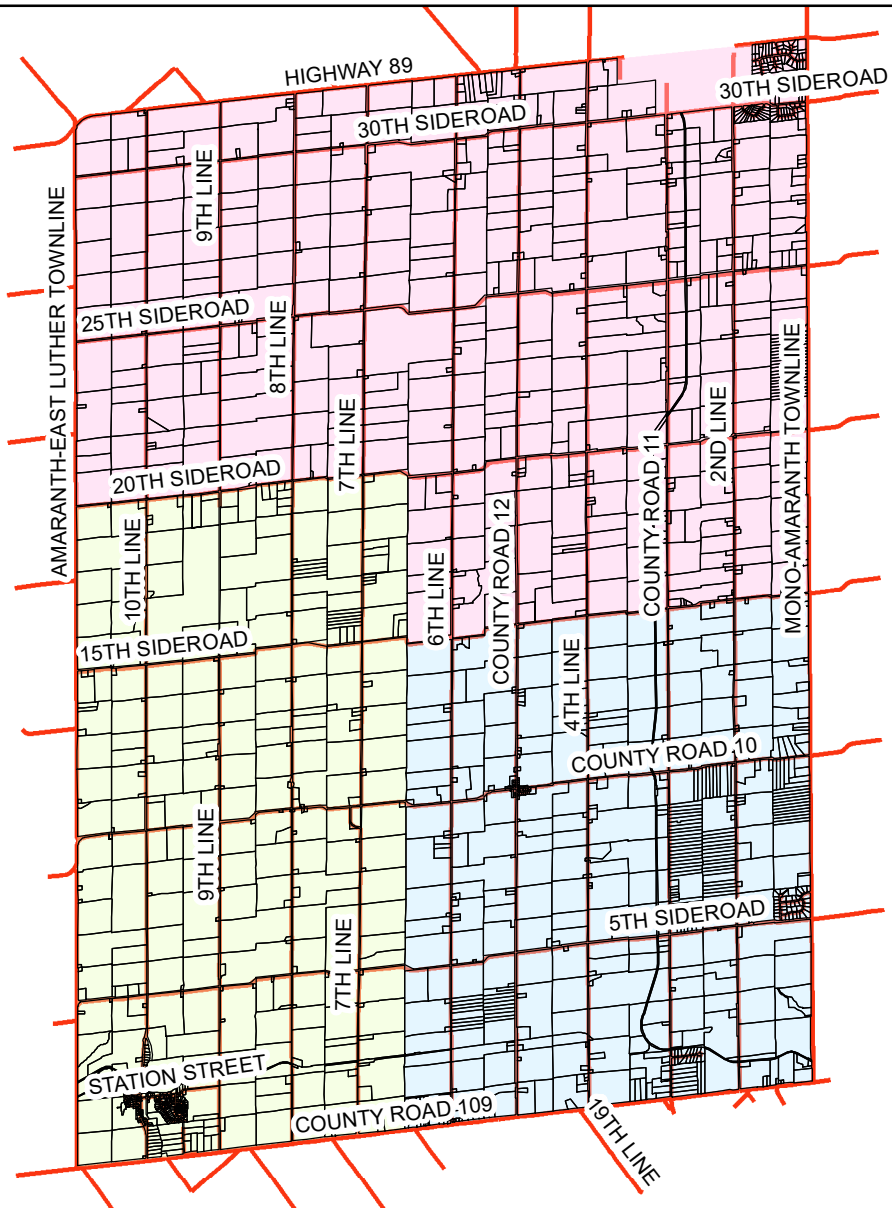 HIGHWAY 89
30TH SIDEROAD
30TH SIDEROAD
9TH LINE
AMARANTH-EAST LUTHER TOWNLINE
25TH SIDEROAD
8TH LINE
MONO-AMARANTH TOWNLINE
2ND LINE
7TH LINE
COUNTY ROAD 11
20TH SIDEROAD
COUNTY ROAD 12
10TH LINE
6TH LINE
15TH SIDEROAD
4TH LINE
COUNTY ROAD 10
9TH LINE
5TH SIDEROAD
7TH LINE
STATION STREET
COUNTY ROAD 109
19TH LINE